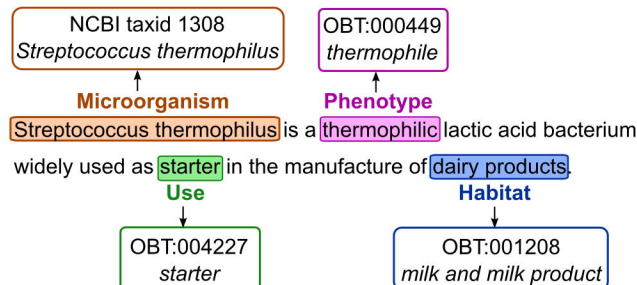 NCBI taxid 1308
Streptococcus thermophilus
OBT:000449
thermophile
Microorganism
Phenotype
Streptococcus thermophilus is a thermophilic lactic acid bacterium
widely used as starter in the manufacture of dairy products.
Use
Habitat
OBT:004227
starter
OBT:001208
milk and milk product